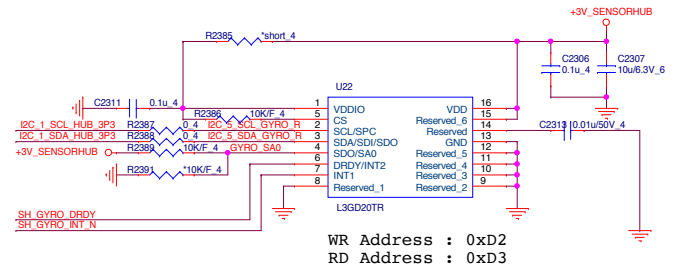 +3V_SENSORHUB
R2385 *short_4
C2306
0.1u_4
C2307
10u/6.3V_6
U22
C2311 0.1u_4
R2386 10K/F_4
I2C_1_SCL_HUB_3P3 R2387 0_4 I2C_5_SCL_GYRO_R
I2C_1_SDA_HUB_3P3 R2388 0_4 I2C_5_SDA_GYRO_R
+3V_SENSORHUB R2389 10K/F_4 GYRO_SA0
R2391 *10K/F_4
1 VDDIO VDD 16
5 CS Reserved_6 15
2 SCL/SPC Reserved 14
3 SDA/SDI/SDO GND 13
4 SDO/SA0 Reserved_5 12
6 DRDY/INT2 Reserved_4 11
7 INT1 Reserved_3 10
8 Reserved_1 Reserved_2 9
C2313 0.01u/50V_4
L3GD20TR
SH_GYRO_DRDY
SH_GYRO_INT_N
WR Address : 0xD2
RD Address : 0xD3